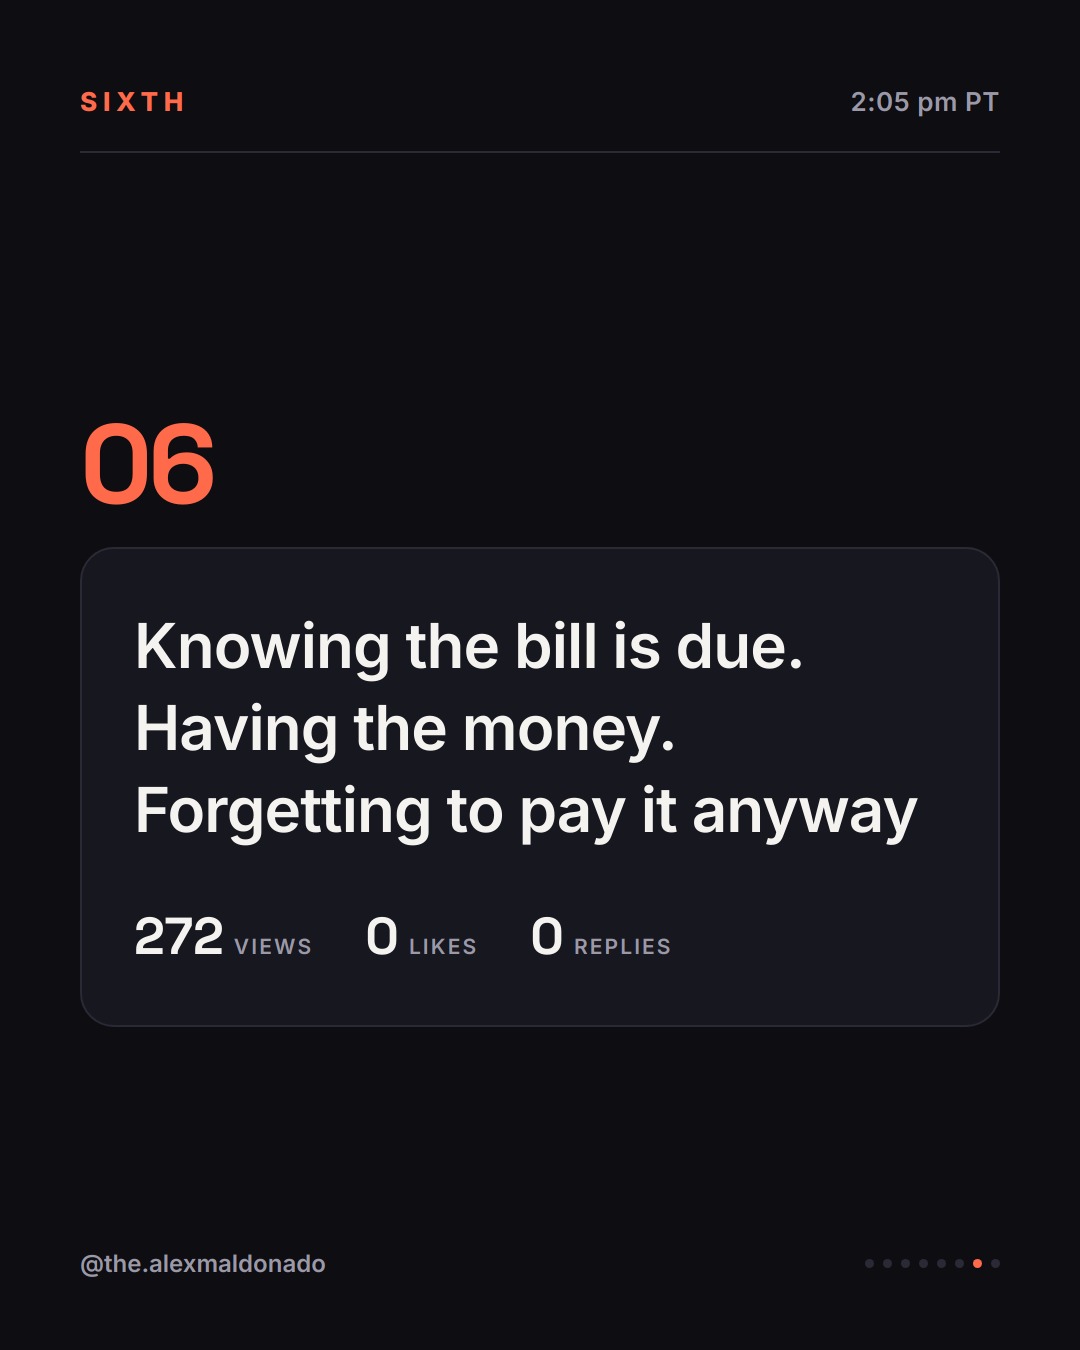 SIXTH
2:05 pm PT
06
Knowing the bill is due.
Having the money.
Forgetting to pay it anyway
272 VIEWS 0 LIKES 0 REPLIES
@the.alexmaldonado